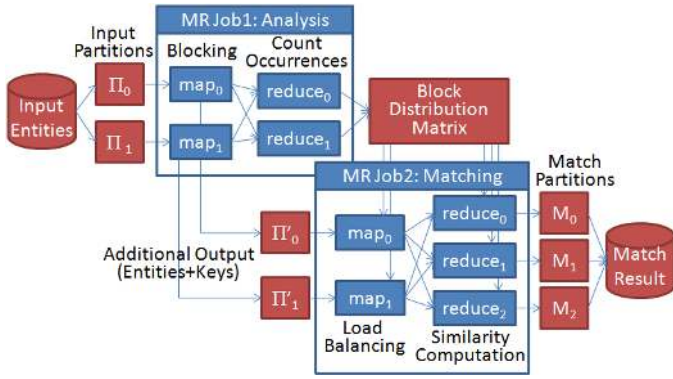 MR Job1: Analysis
Input
Partitions
Blocking
Count
Occurrences
Input
Entities
Π₀
map₀
reduce₀
Block
Distribution
Matrix
Π₁
map₁
reduce₁
MR Job2: Matching
Match
Partitions
Additional Output
(Entities+Keys)
Π'₀
map₀
reduce₀
M₀
reduce₁
M₁
Match
Result
Π'₁
map₁
reduce₂
M₂
Load
Balancing
Similarity
Computation